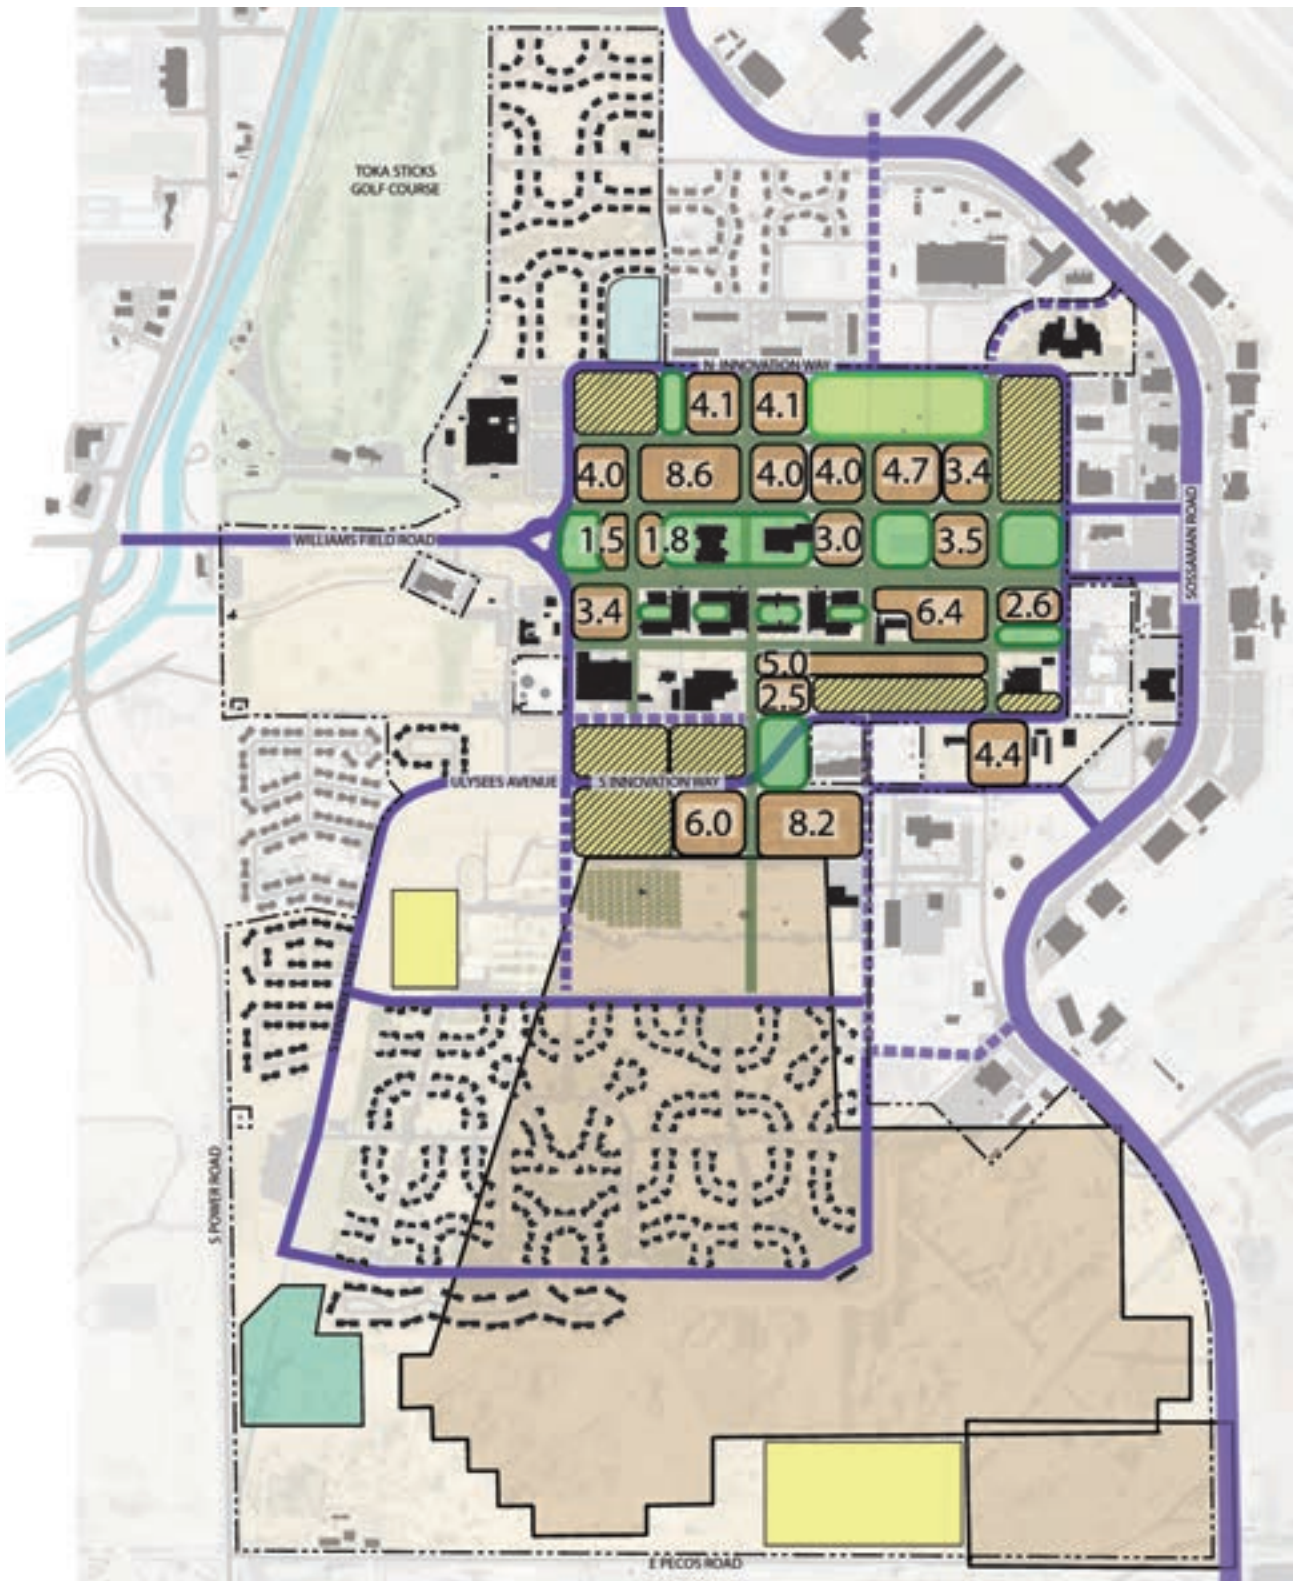 TOKA STICKS
GOLF COURSE
N INNOVATION WAY
4.1 4.1
4.0 8.6 4.0 4.0 4.7 3.4
WILLIAMS FIELD ROAD
1.5 1.8 3.0 3.5
SOSSAMAN ROAD
3.4 6.4 2.6
5.0
2.5
4.4
ULYSEES AVENUE
S INNOVATION WAY
6.0 8.2
S POWER ROAD
E PECOS ROAD